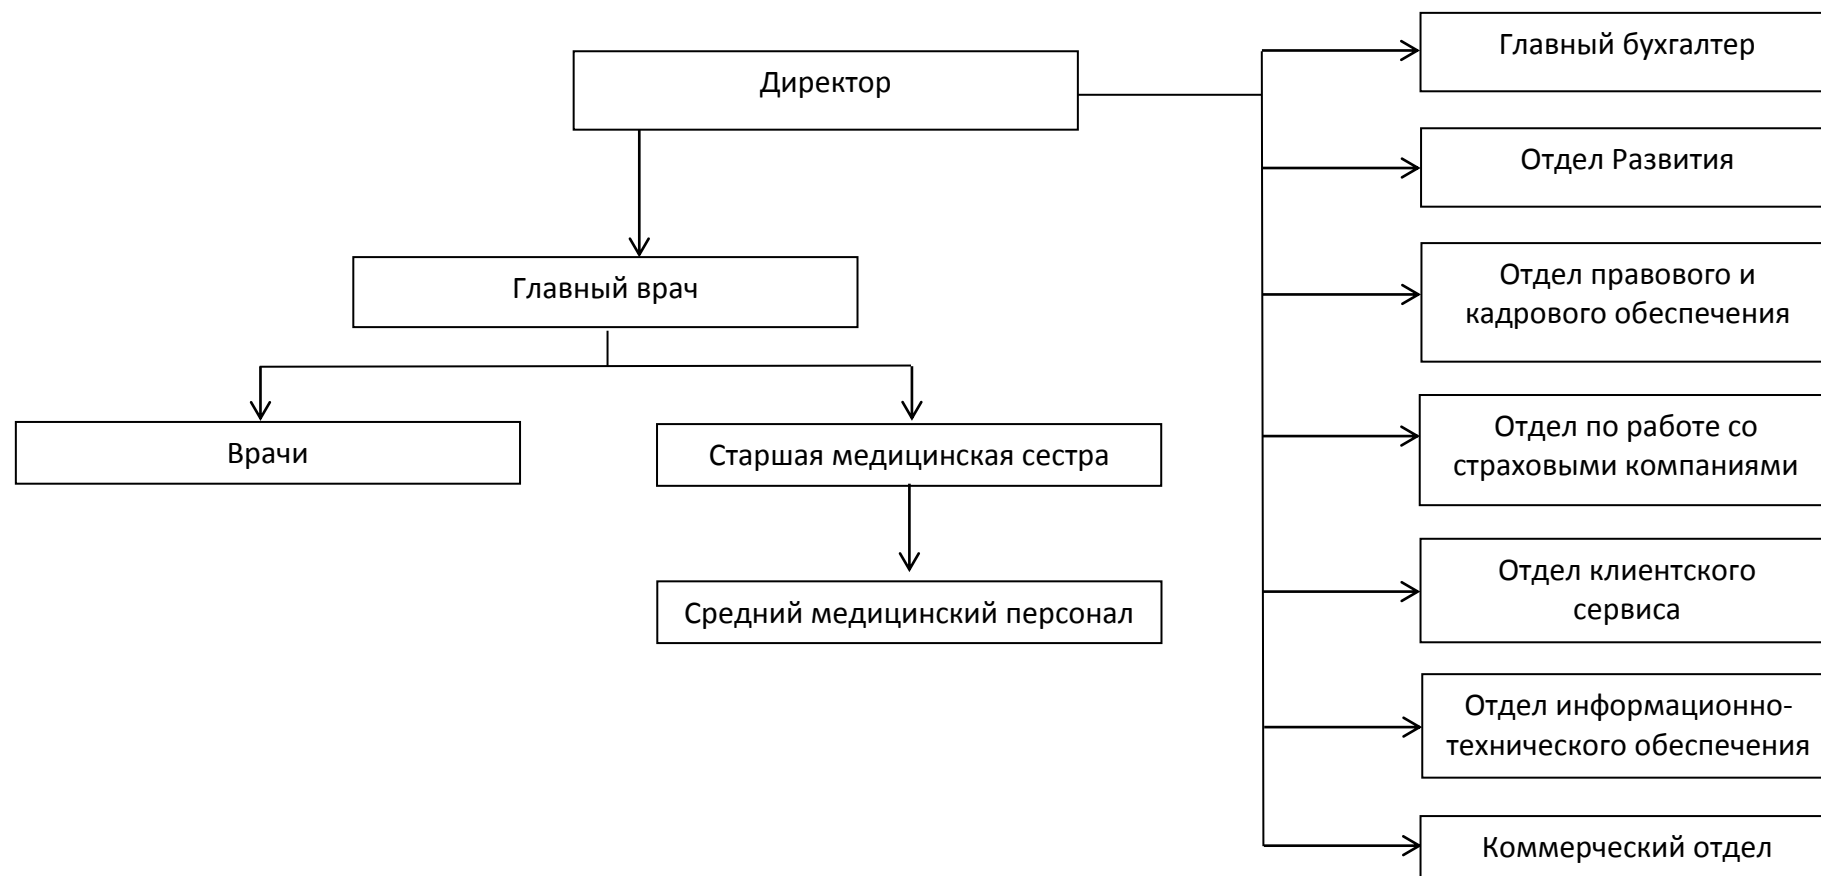 Директор
Главный врач
Врачи
Старшая медицинская сестра
Средний медицинский персонал
Главный бухгалтер
Отдел Развития
Отдел правового и
кадрового обеспечения
Отдел по работе со
страховыми компаниями
Отдел клиентского
сервиса
Отдел информационно-
технического обеспечения
Коммерческий отдел